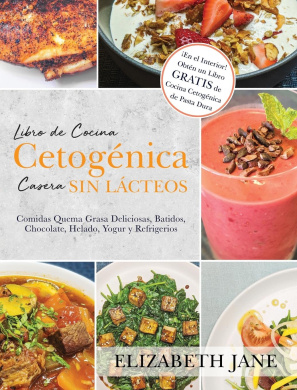 ¡En el Interior!
Obtén un Libro
GRATIS de
Cocina Cetogénica
de Pasta Dura
Libro de Cocina
Cetogénica
Casera SIN LÁCTEOS
Comidas Quema Grasa Deliciosas, Batidos,
Chocolate, Helado, Yogur y Refrigerios
ELIZABETH JANE